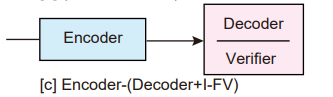 Encoder
Decoder
Verifier
[c] Encoder-(Decoder+I-FV)